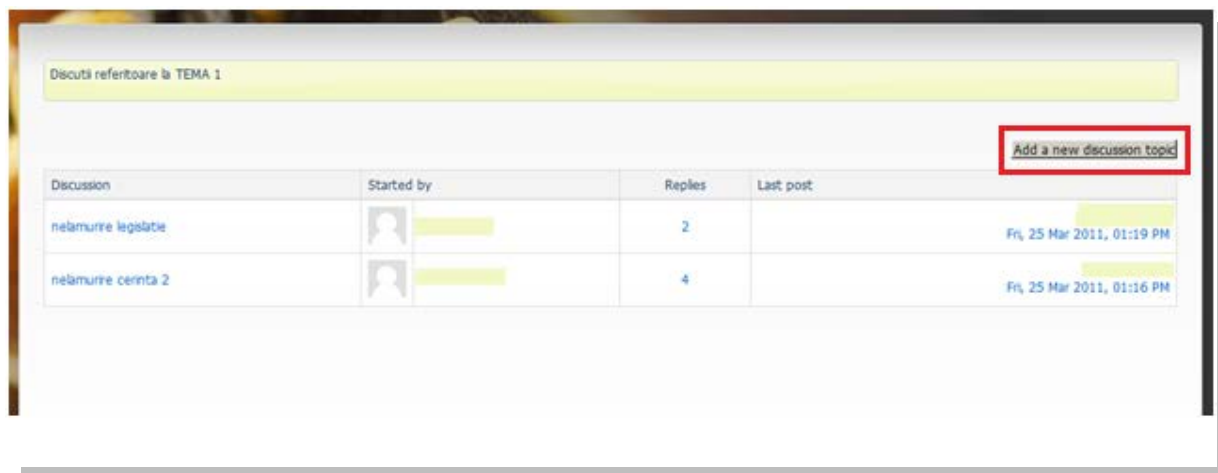 Discutii referitoare la TEMA 1
Add a new discussion topic
Discussion Started by Replies Last post
nelamurire legislatie 2 Fri, 25 Mar 2011, 01:19 PM
nelamurire cerinta 2 4 Fri, 25 Mar 2011, 01:16 PM